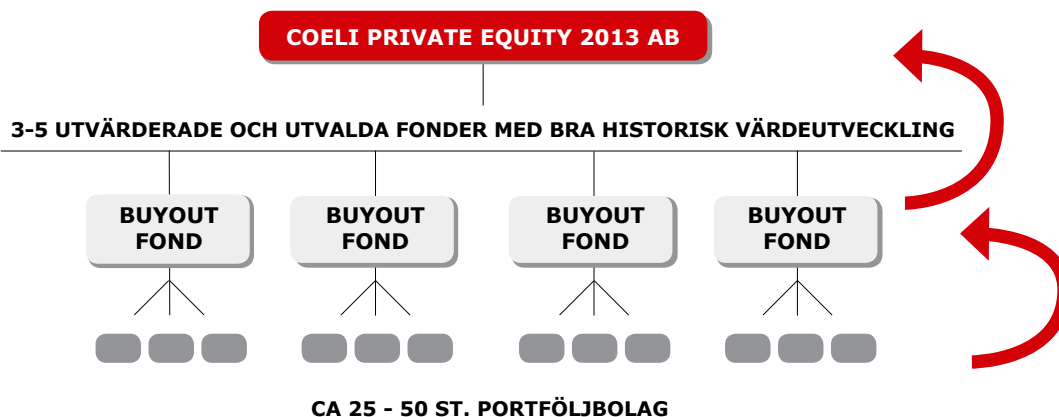 COELI PRIVATE EQUITY 2013 AB
3-5 UTVÄRDERADE OCH UTVALDA FONDER MED BRA HISTORISK VÄRDEUTVECKLING
BUYOUT
FOND
BUYOUT
FOND
BUYOUT
FOND
BUYOUT
FOND
CA 25 - 50 ST. PORTFÖLJBOLAG